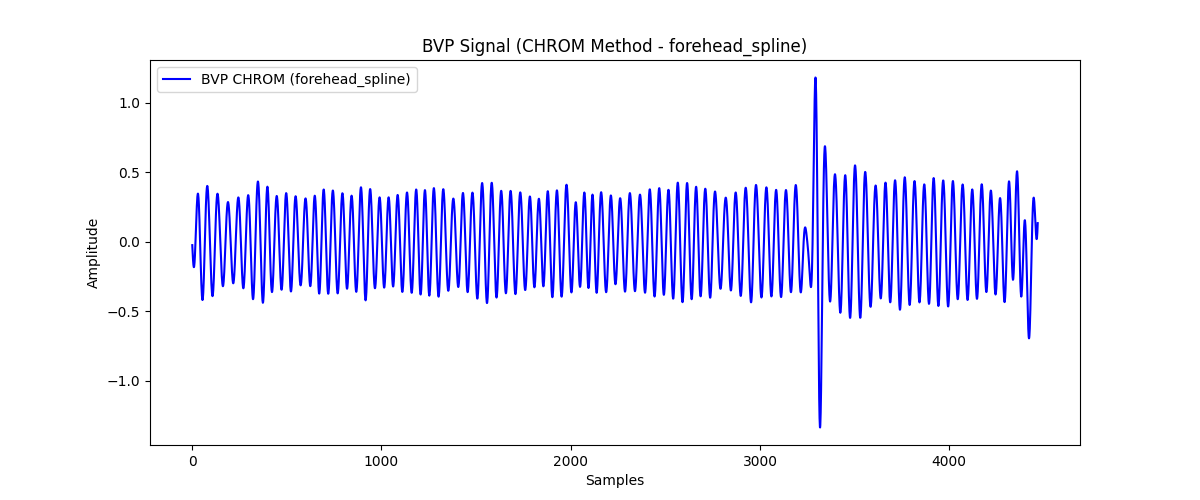 BVP Signal (CHROM Method - forehead_spline)
BVP CHROM (forehead_spline)
1.0
0.5
0.0
−0.5
−1.0
Amplitude
0 1000 2000 3000 4000
Samples